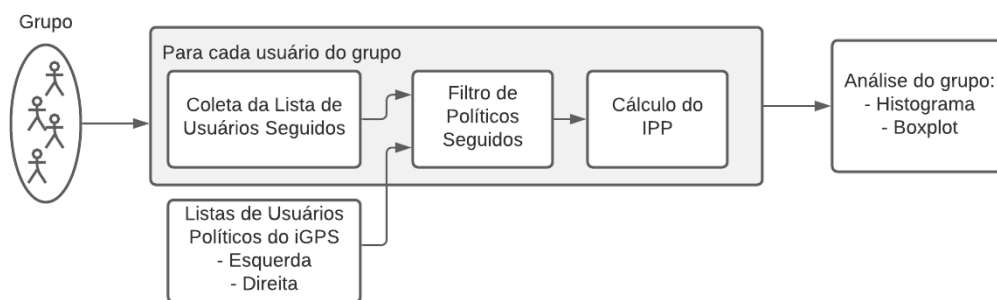 Grupo
Para cada usuário do grupo
Coleta da Lista de
Usuários Seguidos
Filtro de
Políticos
Seguidos
Cálculo do
IPP
Análise do grupo:
- Histograma
- Boxplot
Listas de Usuários
Políticos do iGPS
- Esquerda
- Direita